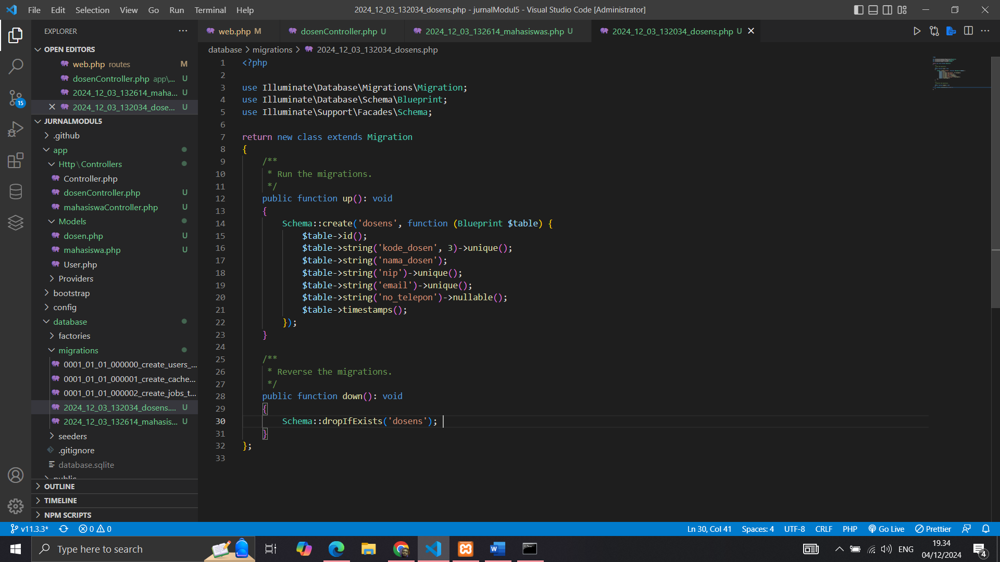 File Edit Selection View Go Run Terminal Help
2024_12_03_132034_dosens.php - jurnalModul5 - Visual Studio Code [Administrator]
EXPLORER
OPEN EDITORS
web.php routes M
dosenController.php app\... U
2024_12_03_132614_maha... U
2024_12_03_132034_dose... U
JURNALMODUL5
.github
app
Http\Controllers
Controller.php
dosenController.php U
mahasiswaController.php U
Models
dosen.php U
mahasiswa.php U
User.php
Providers
bootstrap
config
database
factories
migrations
0001_01_01_000000_create_users_...
0001_01_01_000001_create_cache...
0001_01_01_000002_create_jobs_t...
2024_12_03_132034_dosens.... U
2024_12_03_132614_mahasis... U
seeders
.gitignore
database.sqlite
public
OUTLINE
TIMELINE
NPM SCRIPTS
15
web.php M
dosenController.php U
2024_12_03_132614_mahasiswas.php U
2024_12_03_132034_dosens.php U
database > migrations > 2024_12_03_132034_dosens.php
1 <?php
2
3 use Illuminate\Database\Migrations\Migration;
4 use Illuminate\Database\Schema\Blueprint;
5 use Illuminate\Support\Facades\Schema;
6
7 return new class extends Migration
8 {
9 /**
10 * Run the migrations.
11 */
12 public function up(): void
13 {
14 Schema::create('dosens', function (Blueprint $table) {
15 $table->id();
16 $table->string('kode_dosen', 3)->unique();
17 $table->string('nama_dosen');
18 $table->string('nip')->unique();
19 $table->string('email')->unique();
20 $table->string('no_telepon')->nullable();
21 $table->timestamps();
22 });
23 }
24
25 /**
26 * Reverse the migrations.
27 */
28 public function down(): void
29 {
30 Schema::dropIfExists('dosens');
31 }
32 };
33
v11.3.3* 0 0
Ln 30, Col 41 Spaces: 4 UTF-8 CRLF PHP Go Live Prettier
Type here to search
ENG
19.34
04/12/2024
4